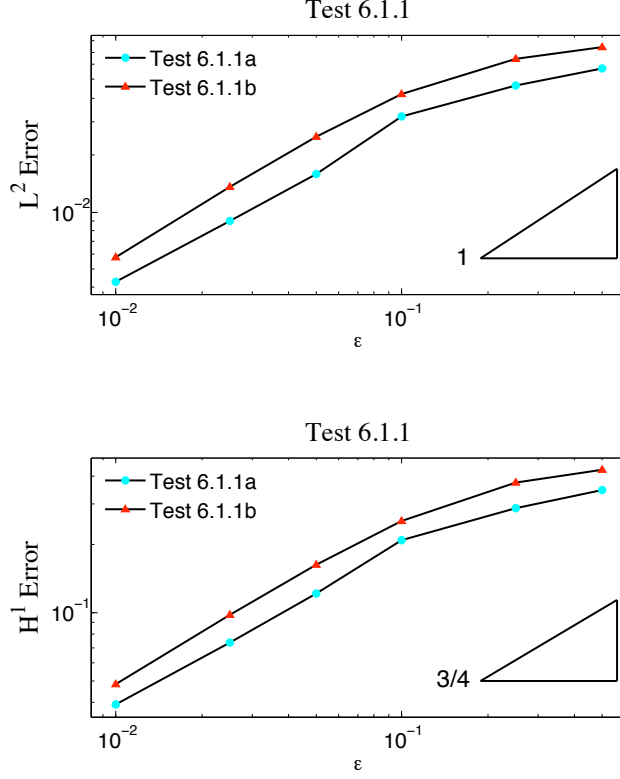 Test 6.1.1
Test 6.1.1a
Test 6.1.1b
L² Error
10⁻²
1
10⁻² 10⁻¹
ε
Test 6.1.1
Test 6.1.1a
Test 6.1.1b
H¹ Error
10⁻¹
3/4
10⁻² 10⁻¹
ε